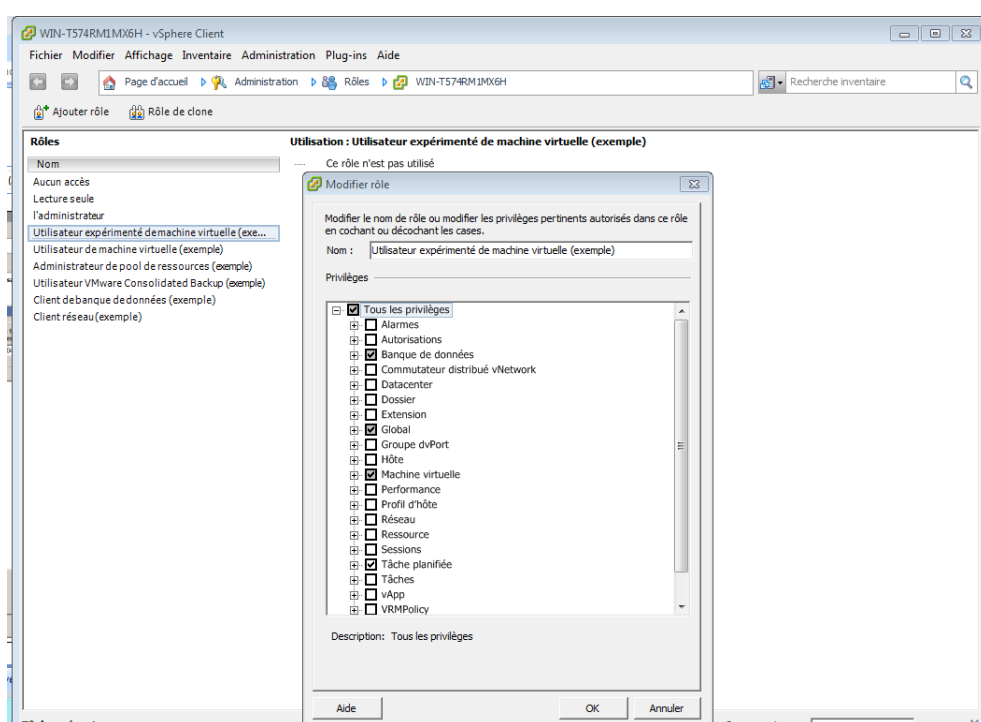 WIN-T574RM1MX6H - vSphere Client
Fichier Modifier Affichage Inventaire Administration Plug-ins Aide
Page d'accueil Administration Rôles WIN-T574RM1MX6H
Recherche inventaire
Ajouter rôle Rôle de clone
Rôles
Nom
Aucun accès
Lecture seule
l'administrateur
Utilisateur expérimenté de machine virtuelle (exe...
Utilisateur de machine virtuelle (exemple)
Administrateur de pool de ressources (exemple)
Utilisateur VMware Consolidated Backup (exemple)
Client de banque de données (exemple)
Client réseau (exemple)
Utilisation : Utilisateur expérimenté de machine virtuelle (exemple)
Ce rôle n'est pas utilisé
Modifier rôle
Modifier le nom de rôle ou modifier les privilèges pertinents autorisés dans ce rôle
en cochant ou décochant les cases.
Nom : Utilisateur expérimenté de machine virtuelle (exemple)
Privilèges
Tous les privilèges
Alarmes
Autorisations
Banque de données
Commutateur distribué vNetwork
Datacenter
Dossier
Extension
Global
Groupe dvPort
Hôte
Machine virtuelle
Performance
Profil d'hôte
Réseau
Ressource
Sessions
Tâche planifiée
Tâches
vApp
VRMPolicy
Description: Tous les privilèges
Aide OK Annuler